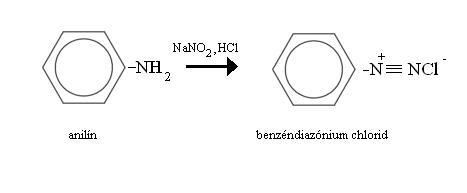 NaNO₂,HCl
-NH₂
-N⁺≡NCl⁻
anilín
benzéndiazónium chlorid